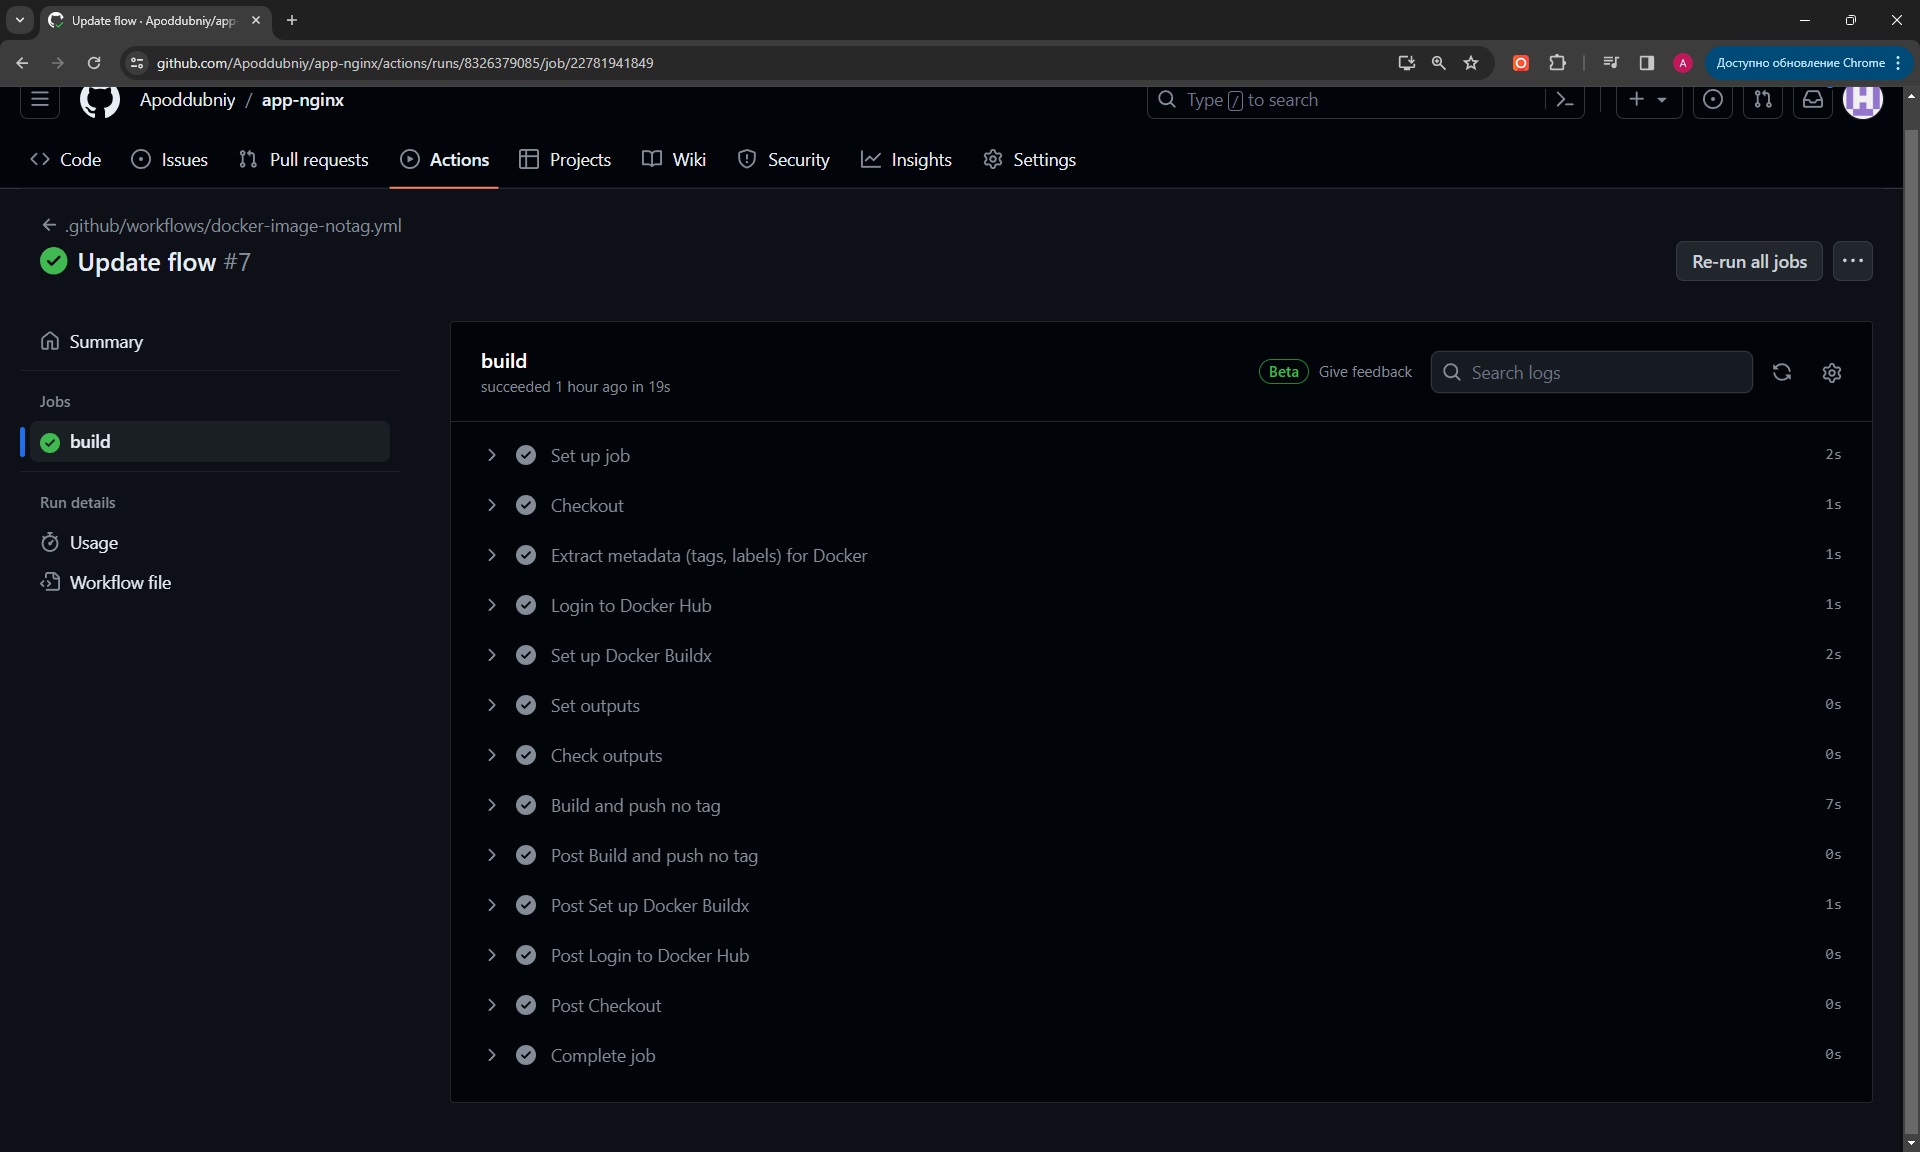 Update flow · Apoddubniy/app-
github.com/Apoddubniy/app-nginx/actions/runs/8326379085/job/22781941849
A
Доступно обновление Chrome
Apoddubniy / app-nginx
Type / to search
Code
Issues
Pull requests
Actions
Projects
Wiki
Security
Insights
Settings
.github/workflows/docker-image-notag.yml
Update flow #7
Re-run all jobs
Summary
Jobs
build
Run details
Usage
Workflow file
build
succeeded 1 hour ago in 19s
Beta
Give feedback
Search logs
Set up job 2s
Checkout 1s
Extract metadata (tags, labels) for Docker 1s
Login to Docker Hub 1s
Set up Docker Buildx 2s
Set outputs 0s
Check outputs 0s
Build and push no tag 7s
Post Build and push no tag 0s
Post Set up Docker Buildx 1s
Post Login to Docker Hub 0s
Post Checkout 0s
Complete job 0s